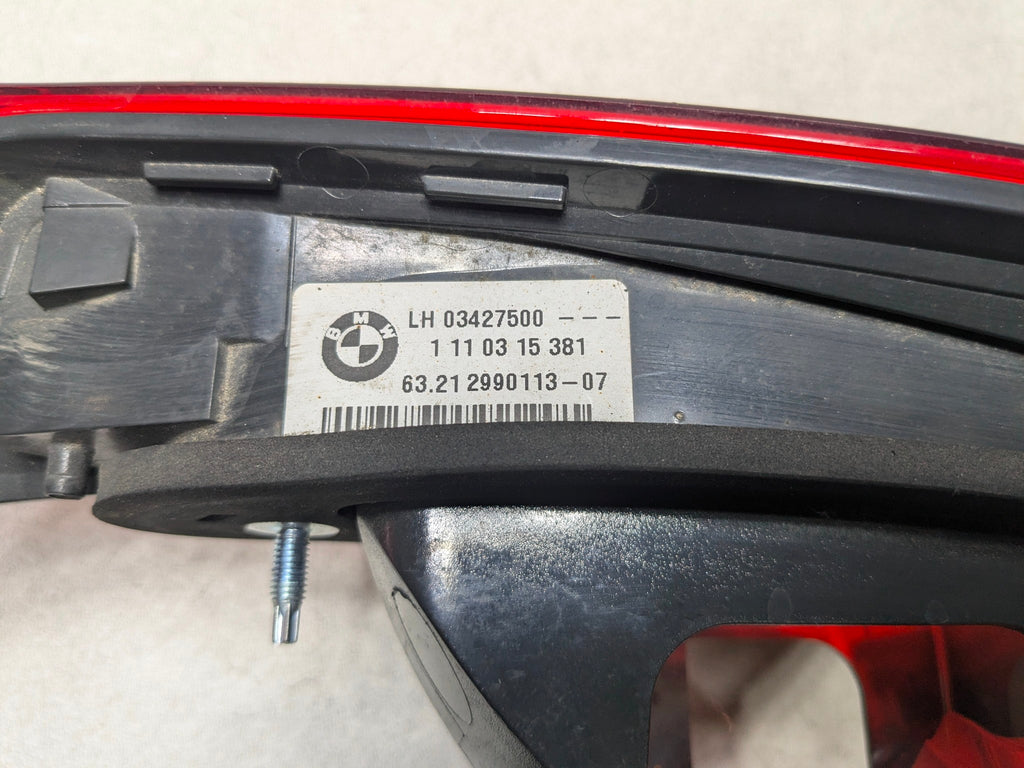 BMW
LH 03427500 - - -
1 11 03 15 381
63.21 2990113-07